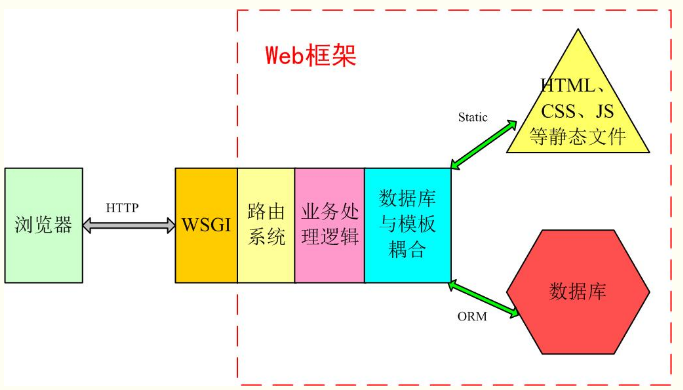 Web框架
HTML、
CSS、JS
等静态文件
Static
浏览器
HTTP
WSGI
路由
系统
业务处
理逻辑
数据库
与模板
耦合
数据库
ORM